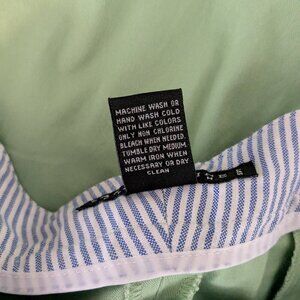 MACHINE WASH OR
HAND WASH COLD
WITH LIKE COLORS
ONLY NON CHLORINE
BLEACH WHEN NEEDED.
TUMBLE DRY MEDIUM.
WARM IRON WHEN
NECESSARY OR DRY
CLEAN